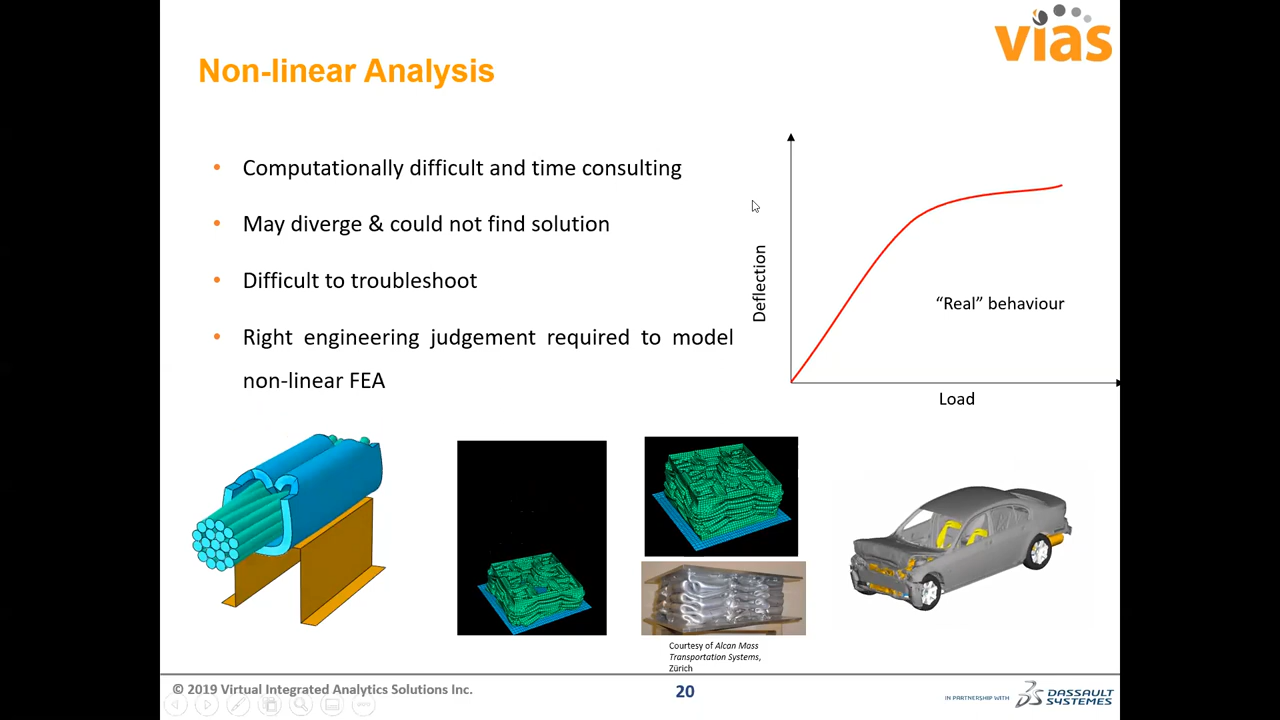 vias
Non-linear Analysis
• Computationally difficult and time consulting
• May diverge & could not find solution
• Difficult to troubleshoot
• Right engineering judgement required to model
non-linear FEA
Deflection
“Real” behaviour
Load
Courtesy of Alcan Mass
Transportation Systems,
Zürich
© 2019 Virtual Integrated Analytics Solutions Inc.
20
IN PARTNERSHIP WITH
DASSAULT
SYSTEMES